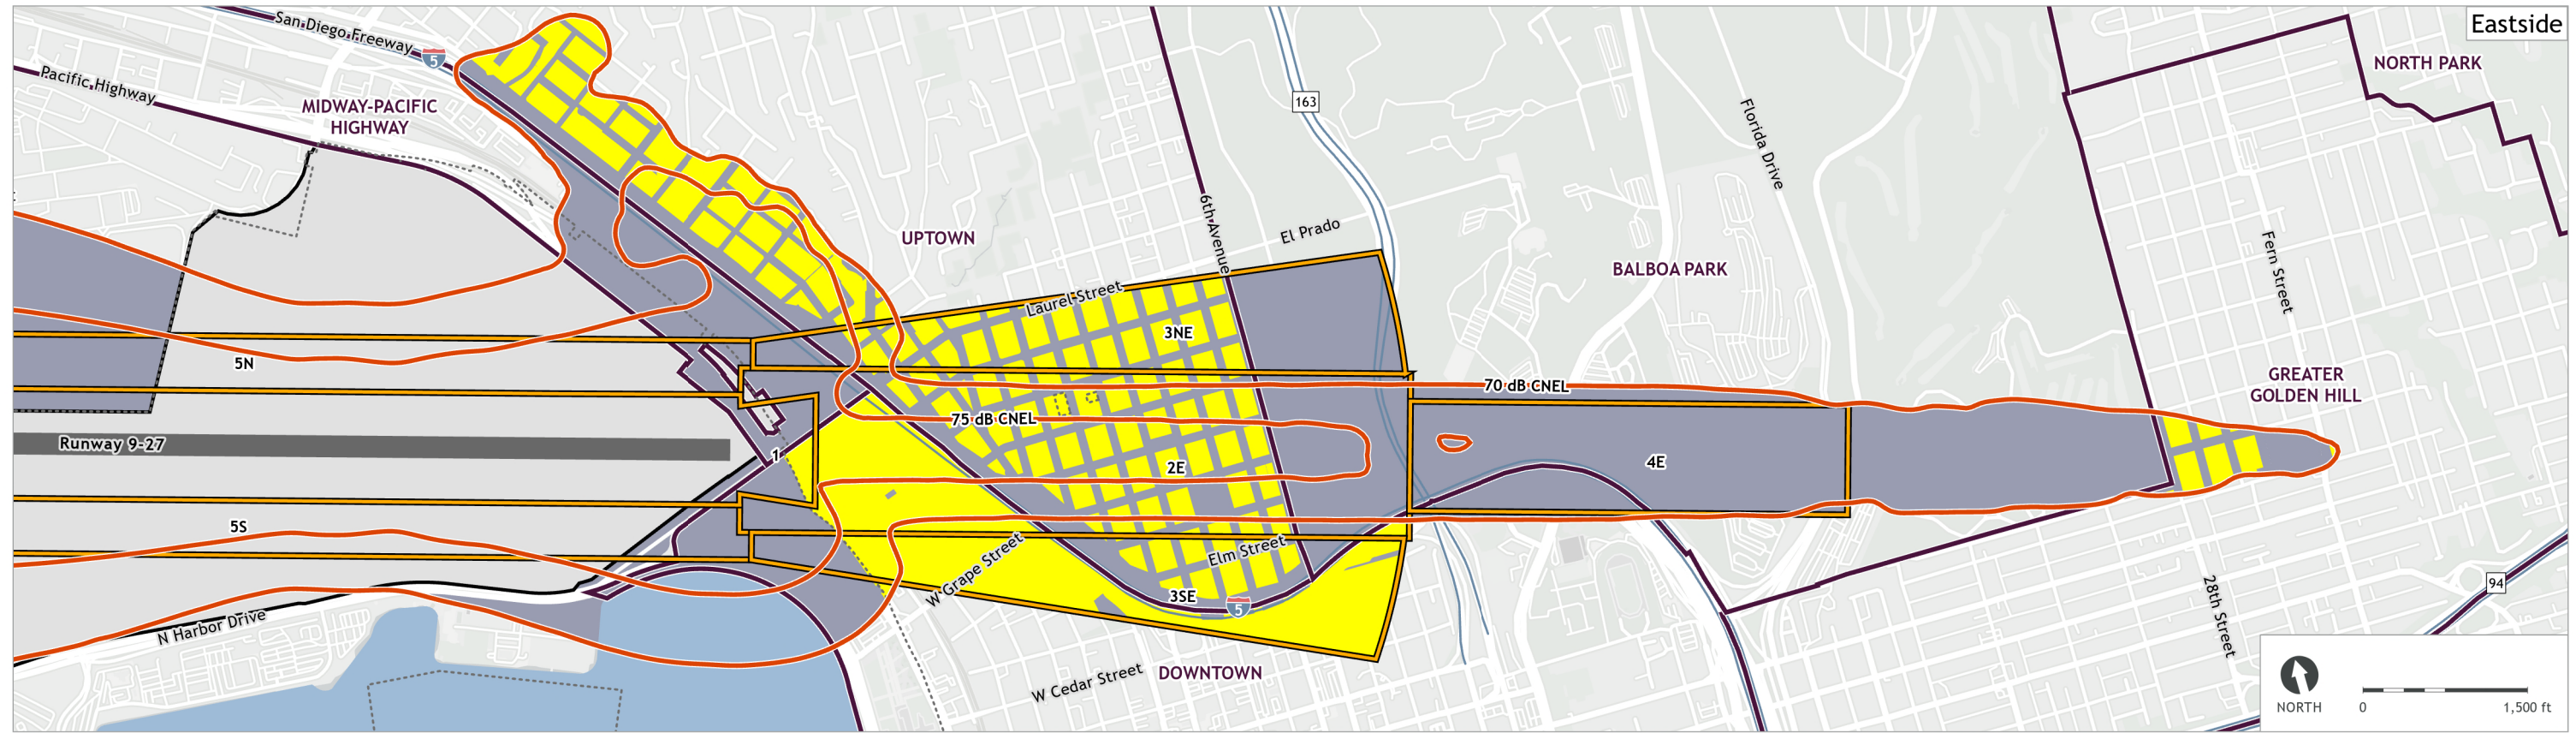 Eastside
San Diego Freeway
5
Pacific Highway
MIDWAY-PACIFIC
HIGHWAY
NORTH PARK
163
Florida Drive
6th Avenue
El Prado
UPTOWN
BALBOA PARK
Fern Street
Laurel Street
3NE
5N
GREATER
GOLDEN HILL
70 dB CNEL
75 dB CNEL
Runway 9-27
1
2E
4E
5S
Elm Street
W Grape Street
3SE
5
N Harbor Drive
28th Street
94
W Cedar Street
DOWNTOWN
NORTH
0
1,500 ft